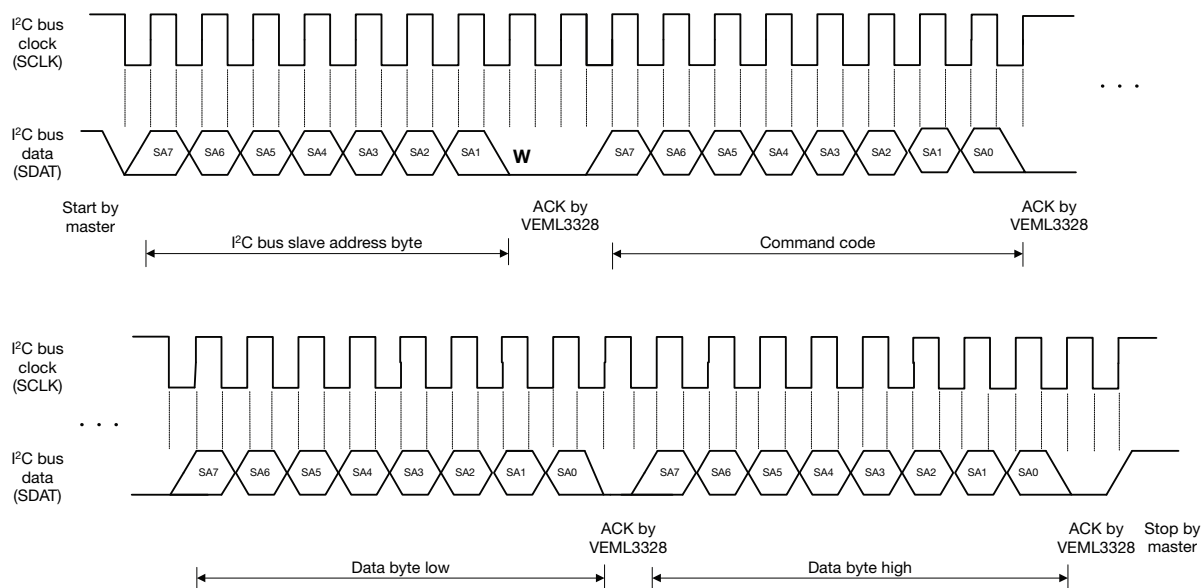 I²C bus
clock
(SCLK)
. . .
I²C bus
data
(SDAT)
SA7 SA6 SA5 SA4 SA3 SA2 SA1 W SA7 SA6 SA5 SA4 SA3 SA2 SA1 SA0
Start by
master
ACK by
VEML3328
ACK by
VEML3328
I²C bus slave address byte
Command code
I²C bus
clock
(SCLK)
. . .
I²C bus
data
(SDAT)
SA7 SA6 SA5 SA4 SA3 SA2 SA1 SA0 SA7 SA6 SA5 SA4 SA3 SA2 SA1 SA0
ACK by
VEML3328
ACK by
VEML3328
Stop by
master
Data byte low
Data byte high